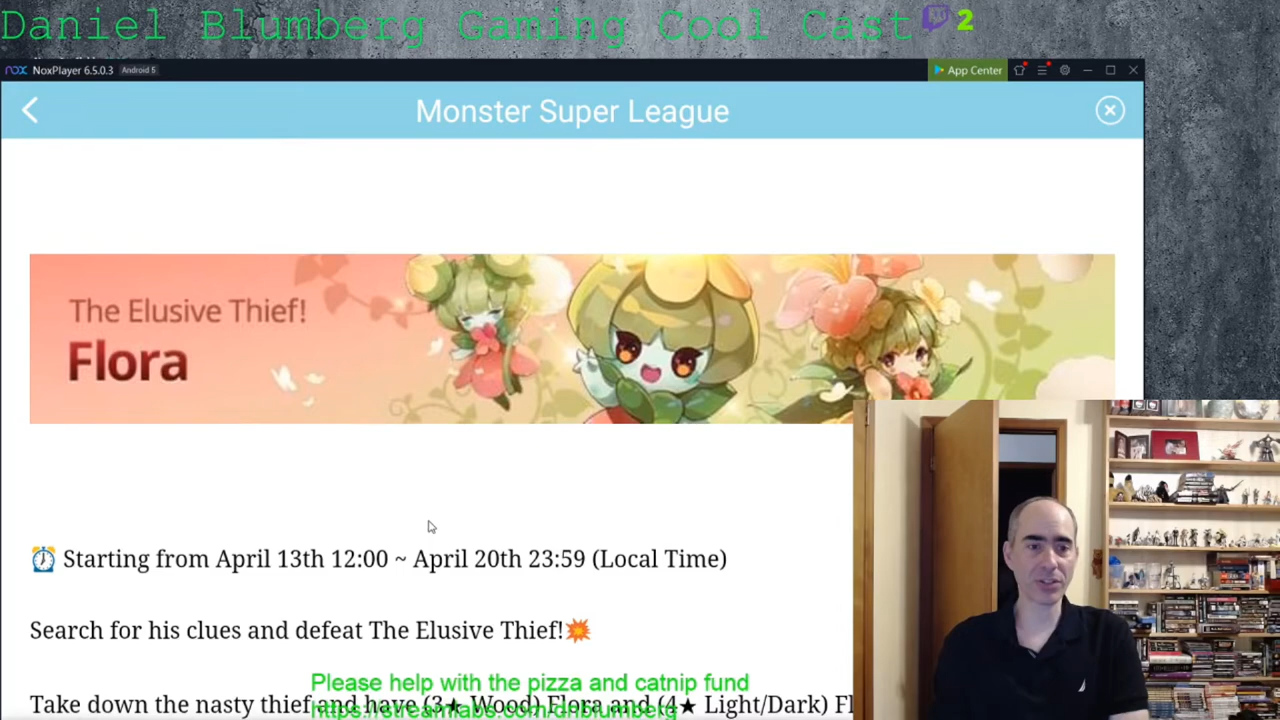 Daniel Blumberg Gaming Cool Cast 2
nox NoxPlayer 6.5.0.3 Android 5
App Center
Monster Super League
The Elusive Thief!
Flora
⏰ Starting from April 13th 12:00 ~ April 20th 23:59 (Local Time)
Search for his clues and defeat The Elusive Thief!💥
Please help with the pizza and catnip fund
Take down the nasty thief and have (3★ Wood) Flora and (4★ Light/Dark) Fl